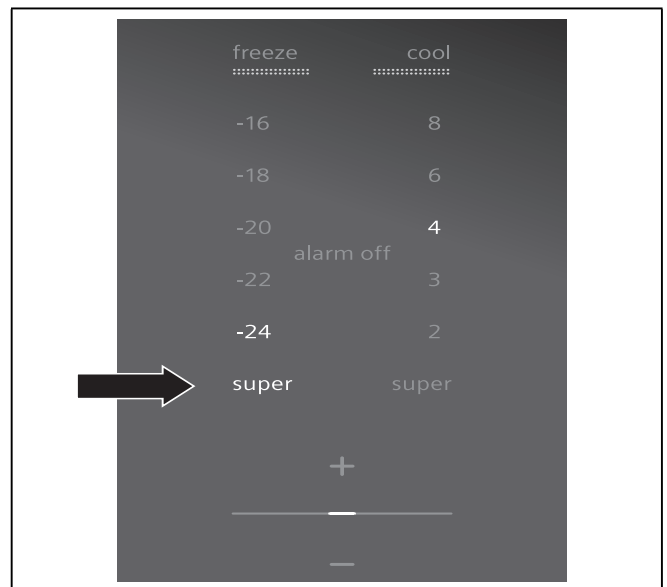 freeze cool
-16 8
-18 6
-20 4
alarm off
-22 3
-24 2
super super
+
—